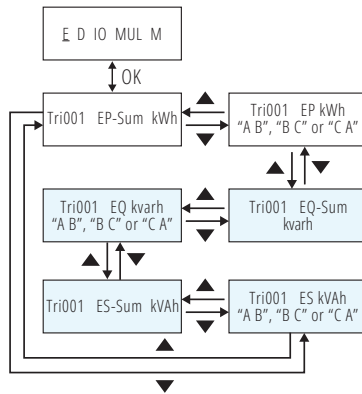 E D IO MUL M
OK
Tri001 EP-Sum kWh
Tri001 EP kWh
“A B”, “B C” or “C A”
Tri001 EQ kvarh
“A B”, “B C” or “C A”
Tri001 EQ-Sum
kvarh
Tri001 ES-Sum kVAh
Tri001 ES kVAh
“A B”, “B C” or “C A”